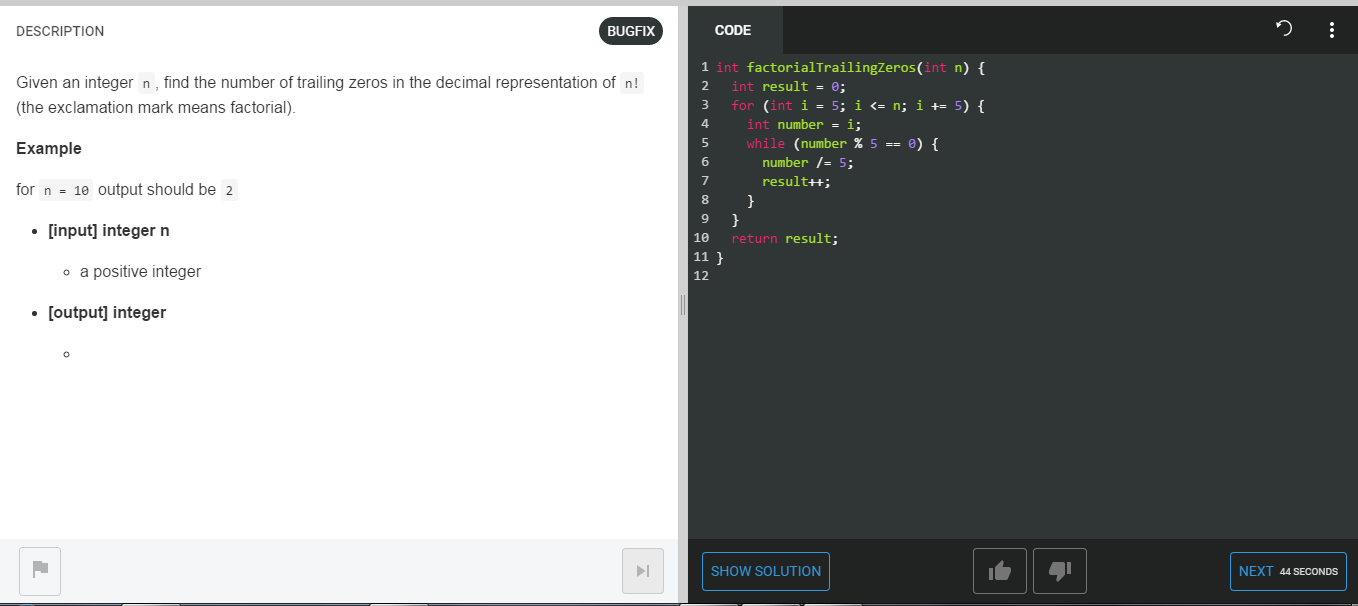 DESCRIPTION
BUGFIX
Given an integer n, find the number of trailing zeros in the decimal representation of n!
(the exclamation mark means factorial).
Example
for n = 10 output should be 2
• [input] integer n
◦ a positive integer
• [output] integer
◦
CODE
1 int factorialTrailingZeros(int n) {
2   int result = 0;
3   for (int i = 5; i <= n; i += 5) {
4     int number = i;
5     while (number % 5 == 0) {
6       number /= 5;
7       result++;
8     }
9   }
10   return result;
11 }
12
SHOW SOLUTION
NEXT 44 SECONDS